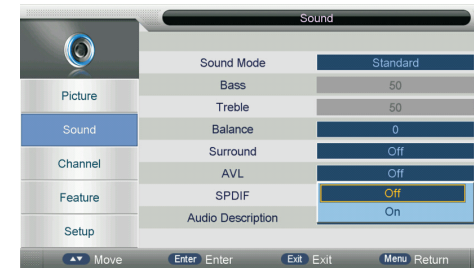 Sound
Picture
Sound
Channel
Feature
Setup
Sound Mode Standard
Bass 50
Treble 50
Balance 0
Surround Off
AVL Off
SPDIF Off
On
Audio Description
Move Enter Enter Exit Exit Menu Return